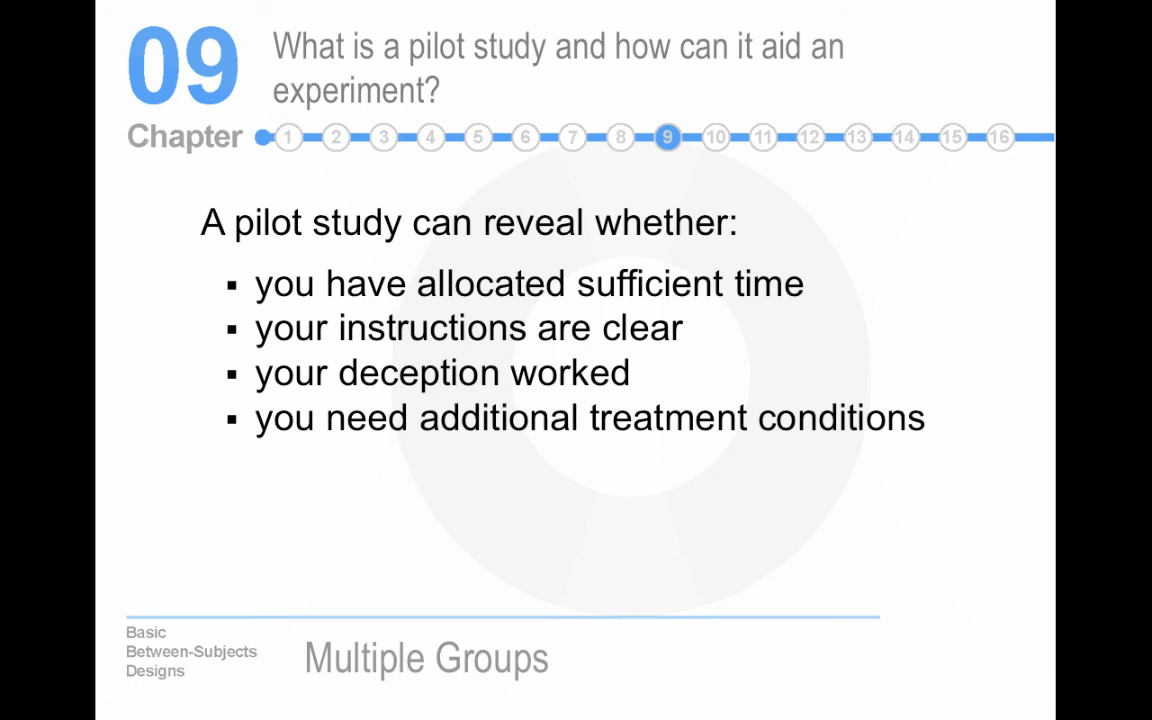 09
What is a pilot study and how can it aid an
experiment?
Chapter
1 2 3 4 5 6 7 8 9 10 11 12 13 14 15 16
A pilot study can reveal whether:
▪ you have allocated sufficient time
▪ your instructions are clear
▪ your deception worked
▪ you need additional treatment conditions
Basic
Between-Subjects
Designs
Multiple Groups